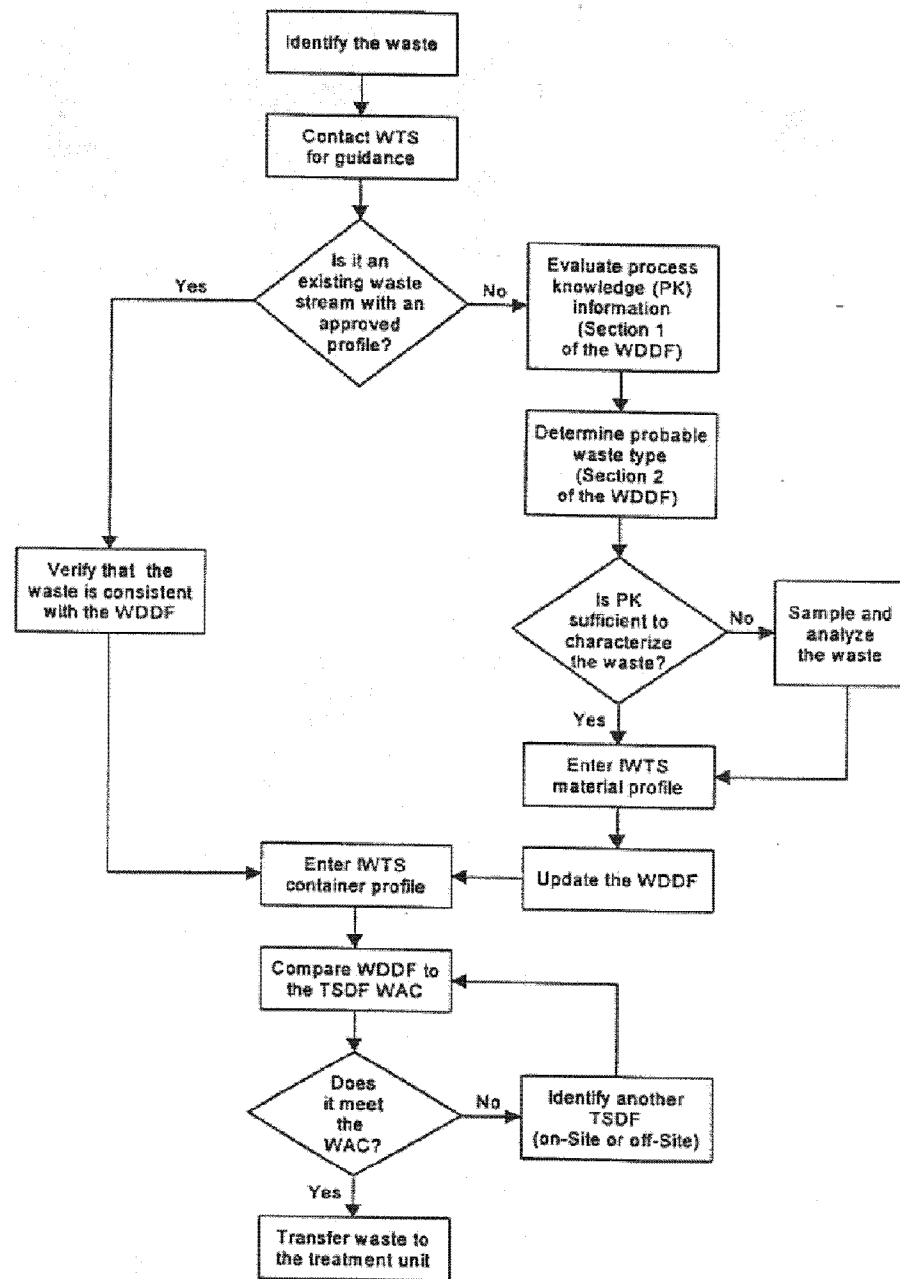 Identify the waste
Contact WTS
for guidance
Is it an
existing waste
stream with an
approved
profile?
Yes
No
Evaluate process
knowledge (PK)
information
(Section 1
of the WDDF)
Determine probable
waste type
(Section 2
of the WDDF)
Verify that the
waste is consistent
with the WDDF
Is PK
sufficient to
characterize
the waste?
No
Sample and
analyze
the waste
Yes
Enter IWTS
material profile
Enter IWTS
container profile
Update the WDDF
Compare WDDF to
the TSDF WAC
Does
it meet
the
WAC?
No
Identify another
TSDF
(on-Site or off-Site)
Yes
Transfer waste to
the treatment unit